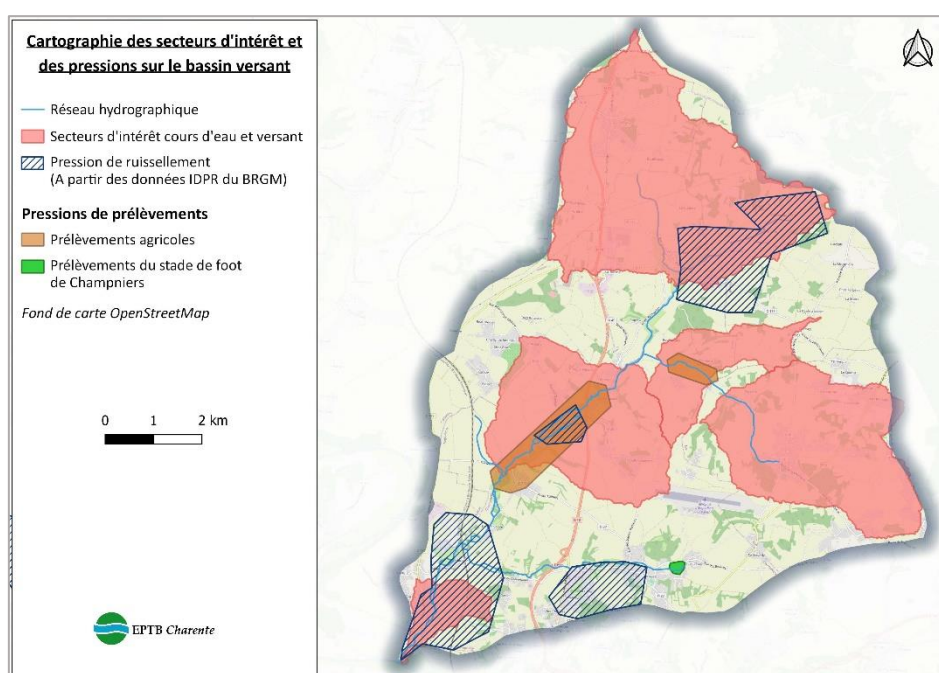 Cartographie des secteurs d'intérêt et
des pressions sur le bassin versant
Réseau hydrographique
Secteurs d'intérêt cours d'eau et versant
Pression de ruissellement
(A partir des données IDPR du BRGM)
Pressions de prélèvements
Prélèvements agricoles
Prélèvements du stade de foot
de Champniers
Fond de carte OpenStreetMap
0 1 2 km
EPTB Charente